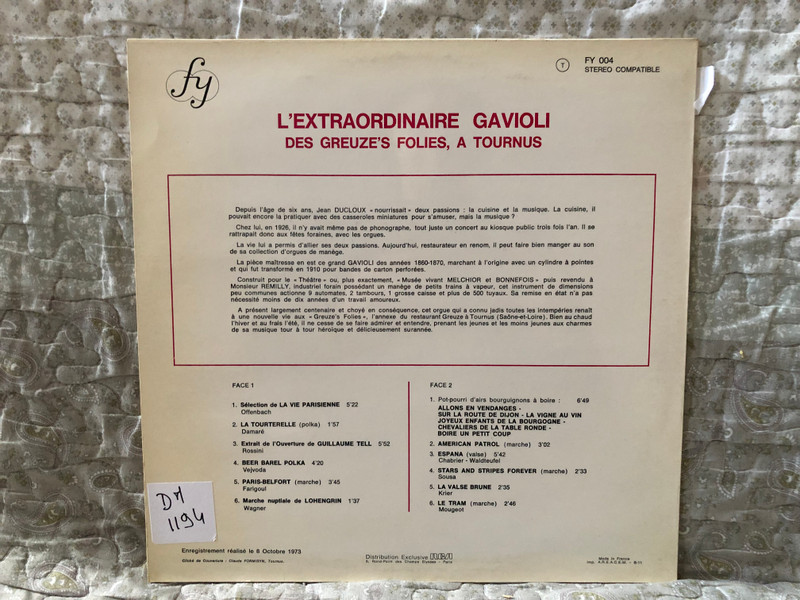 fy
T
FY 004
STEREO COMPATIBLE
L'EXTRAORDINAIRE GAVIOLI
DES GREUZE'S FOLIES, A TOURNUS
Depuis l'âge de six ans, Jean DUCLOUX « nourrissait » deux passions : la cuisine et la musique. La cuisine, il
pouvait encore la pratiquer avec des casseroles miniatures pour s'amuser, mais la musique ?
Chez lui, en 1926, il n'y avait même pas de phonographe, tout juste un concert au kiosque public trois fois l'an. Il se
rattrapait donc aux fêtes foraines, avec les orgues.
La vie lui a permis d'allier ses deux passions. Aujourd'hui, restaurateur en renom, il peut faire bien manger au son
de sa collection d'orgues de manège.
La pièce maîtresse en est ce grand GAVIOLI des années 1860-1870, marchant à l'origine avec un cylindre à pointes
et qui fut transformé en 1910 pour bandes de carton perforées.
Construit pour le « Théâtre » ou, plus exactement, « Musée vivant MELCHIOR et BONNEFOIS » puis revendu à
Monsieur REMILLY, industriel forain possédant un manège de petits trains à vapeur, cet instrument de dimensions
peu communes actionne 9 automates, 2 tambours, 1 grosse caisse et plus de 500 tuyaux. Sa remise en état n'a pas
nécessité moins de dix années d'un travail amoureux.
A présent largement centenaire et choyé en conséquence, cet orgue qui a connu jadis toutes les intempéries renaît
à une nouvelle vie aux « Greuze's Folies », l'annexe du restaurant Greuze à Tournus (Saône-et-Loire). Bien au chaud
l'hiver et au frais l'été, il ne cesse de se faire admirer et entendre, prenant les jeunes et les moins jeunes aux charmes
de sa musique tour à tour héroïque et délicieusement surannée.
FACE 1
1. Sélection de LA VIE PARISIENNE 5'22
Offenbach
2. LA TOURTERELLE (polka) 1'57
Damaré
3. Extrait de l'Ouverture de GUILLAUME TELL 5'52
Rossini
4. BEER BAREL POLKA 4'20
Vejvoda
5. PARIS-BELFORT (marche) 3'45
Farigoul
6. Marche nuptiale de LOHENGRIN 1'37
Wagner
FACE 2
1. Pot-pourri d'airs bourguignons à boire : 6'49
ALLONS EN VENDANGES -
SUR LA ROUTE DE DIJON - LA VIGNE AU VIN
JOYEUX ENFANTS DE LA BOURGOGNE -
CHEVALIERS DE LA TABLE RONDE -
BOIRE UN PETIT COUP
2. AMERICAN PATROL (marche) 3'02
3. ESPANA (valse) 5'42
Chabrier - Waldteufel
4. STARS AND STRIPES FOREVER (marche) 2'33
Sousa
5. LA VALSE BRUNE 2'35
Krier
6. LE TRAM (marche) 2'46
Mougeot
DM
1194
Enregistrement réalisé le 8 Octobre 1973
Cliché de Couverture : Claude Tournus.
Distribution Exclusive RCA
9, Rond-Point des Champs Elysées - Paris
Made in France